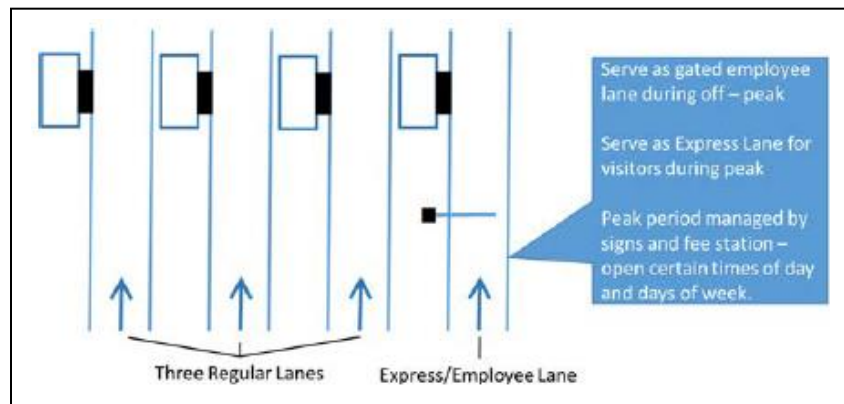 Serve as gated employee
lane during off – peak
Serve as Express Lane for
visitors during peak
Peak period managed by
signs and fee station –
open certain times of day
and days of week.
Three Regular Lanes
Express/Employee Lane